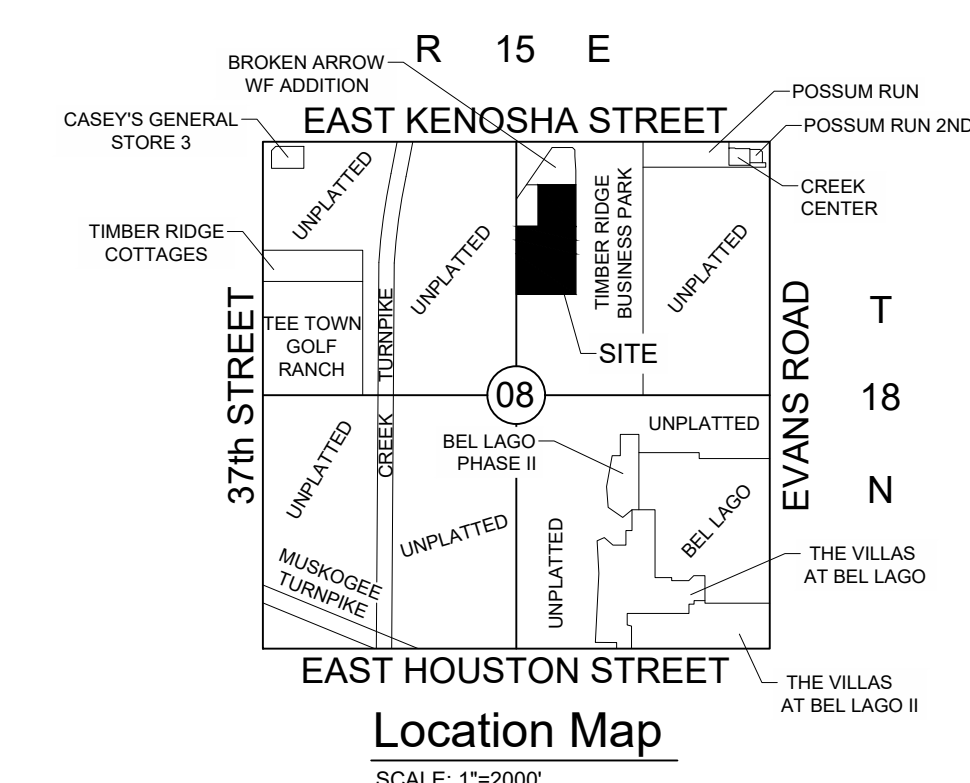 R 15 E
BROKEN ARROW
WF ADDITION
EAST KENOSHA STREET
POSSUM RUN
POSSUM RUN 2ND
CASEY'S GENERAL
STORE 3
CREEK
CENTER
UNPLATTED
UNPLATTED
TIMBER RIDGE
BUSINESS PARK
UNPLATTED
TIMBER RIDGE
COTTAGES
TEE TOWN
GOLF
RANCH
CREEK TURNPIKE
SITE
37th STREET
EVANS ROAD
T
18
N
08
UNPLATTED
BEL LAGO
PHASE II
UNPLATTED
UNPLATTED
UNPLATTED
BEL LAGO
MUSKOGEE
TURNPIKE
THE VILLAS
AT BEL LAGO
EAST HOUSTON STREET
THE VILLAS
AT BEL LAGO II
Location Map
SCALE: 1"=2000'